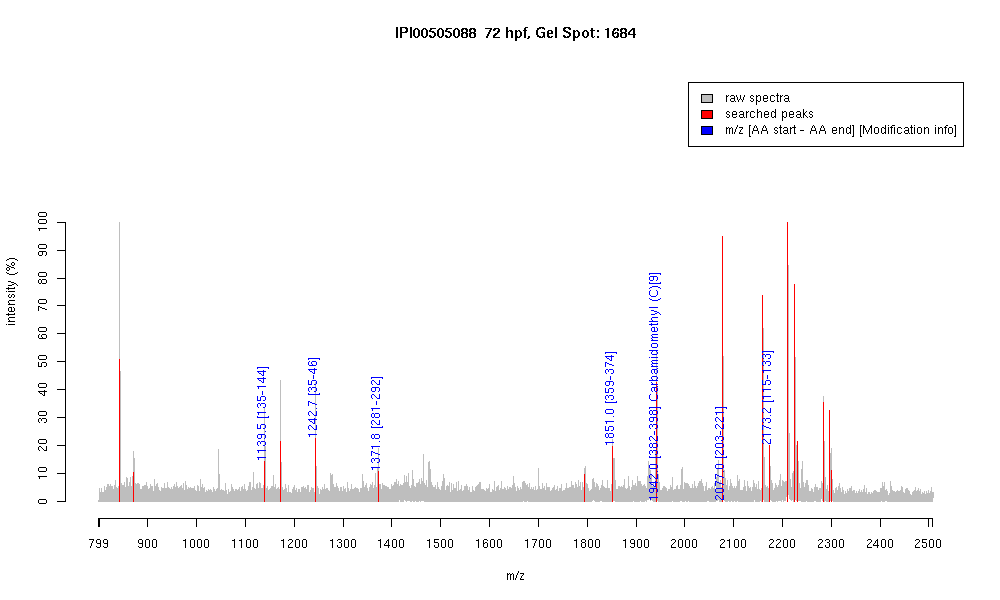 IPI00505088 72 hpf, Gel Spot: 1684
raw spectra
searched peaks
m/z [AA start - AA end] [Modification info]
intensity (%)
100
90
80
70
60
50
40
30
20
10
0
1139.5 [135-144]
1242.7 [35-46]
1371.8 [281-292]
1851.0 [359-374]
1942.0 [382-398] Carbamidomethyl (C)[9]
2077.0 [203-221]
2173.2 [115-133]
799 900 1000 1100 1200 1300 1400 1500 1600 1700 1800 1900 2000 2100 2200 2300 2400 2500
m/z